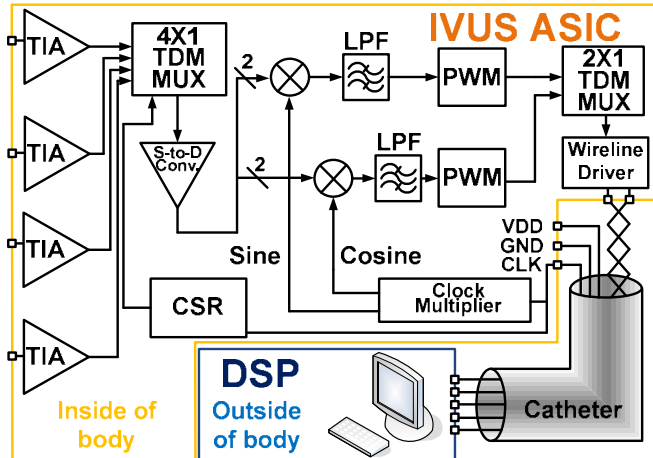 IVUS ASIC
TIA
4X1
TDM
MUX
2
LPF
PWM
2X1
TDM
MUX
TIA
S-to-D
Conv.
2
LPF
PWM
Wireline
Driver
TIA
Sine
Cosine
VDD
GND
CLK
CSR
Clock
Multiplier
TIA
DSP
Inside of
body
Outside
of body
Catheter